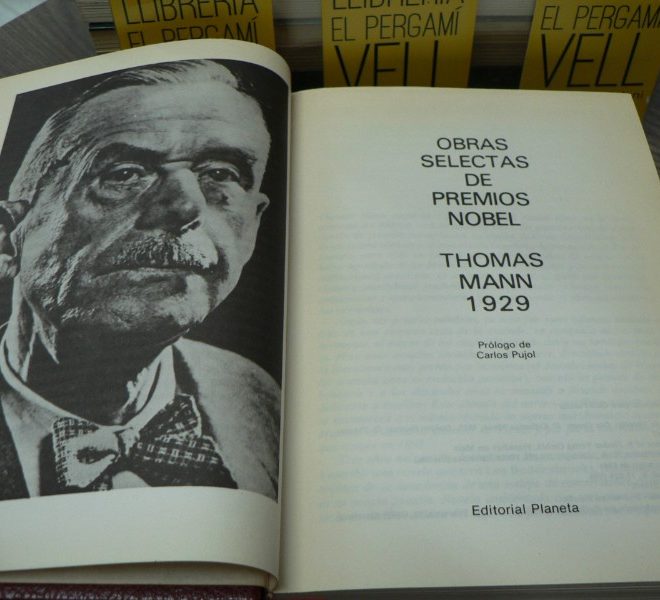 LLIBRERIA
EL PERGAMÍ
EL PERGAMÍ
VELL
EL PERGAMÍ
VELL
OBRAS
SELECTAS
DE
PREMIOS
NOBEL
THOMAS
MANN
1929
Prólogo de
Carlos Pujol
Editorial Planeta